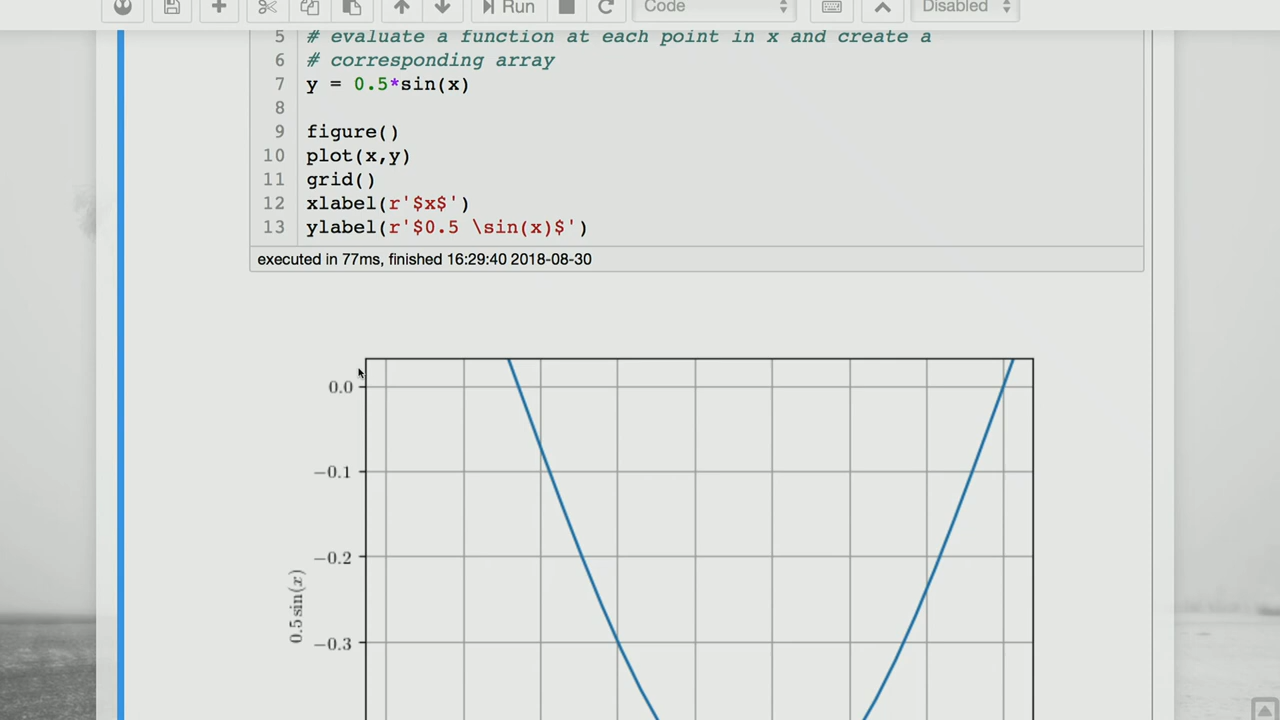 Run
Code
Disabled
5 # evaluate a function at each point in x and create a
6 # corresponding array
7 y = 0.5*sin(x)
8
9 figure()
10 plot(x,y)
11 grid()
12 xlabel(r'$x$')
13 ylabel(r'$0.5 \sin(x)$')
executed in 77ms, finished 16:29:40 2018-08-30
0.0
−0.1
−0.2
−0.3
0.5 sin(x)